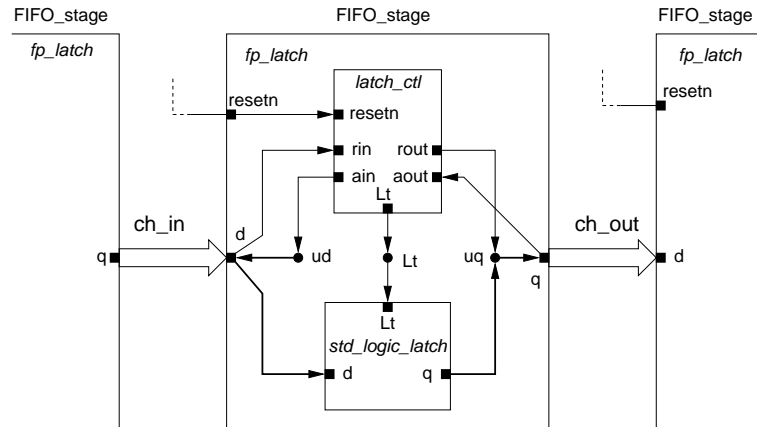 FIFO_stage FIFO_stage FIFO_stage
fp_latch fp_latch fp_latch
latch_ctl
resetn resetn resetn
rin rout
ain aout
Lt
ch_in d ch_out
q ud Lt uq q d
Lt
std_logic_latch
d q